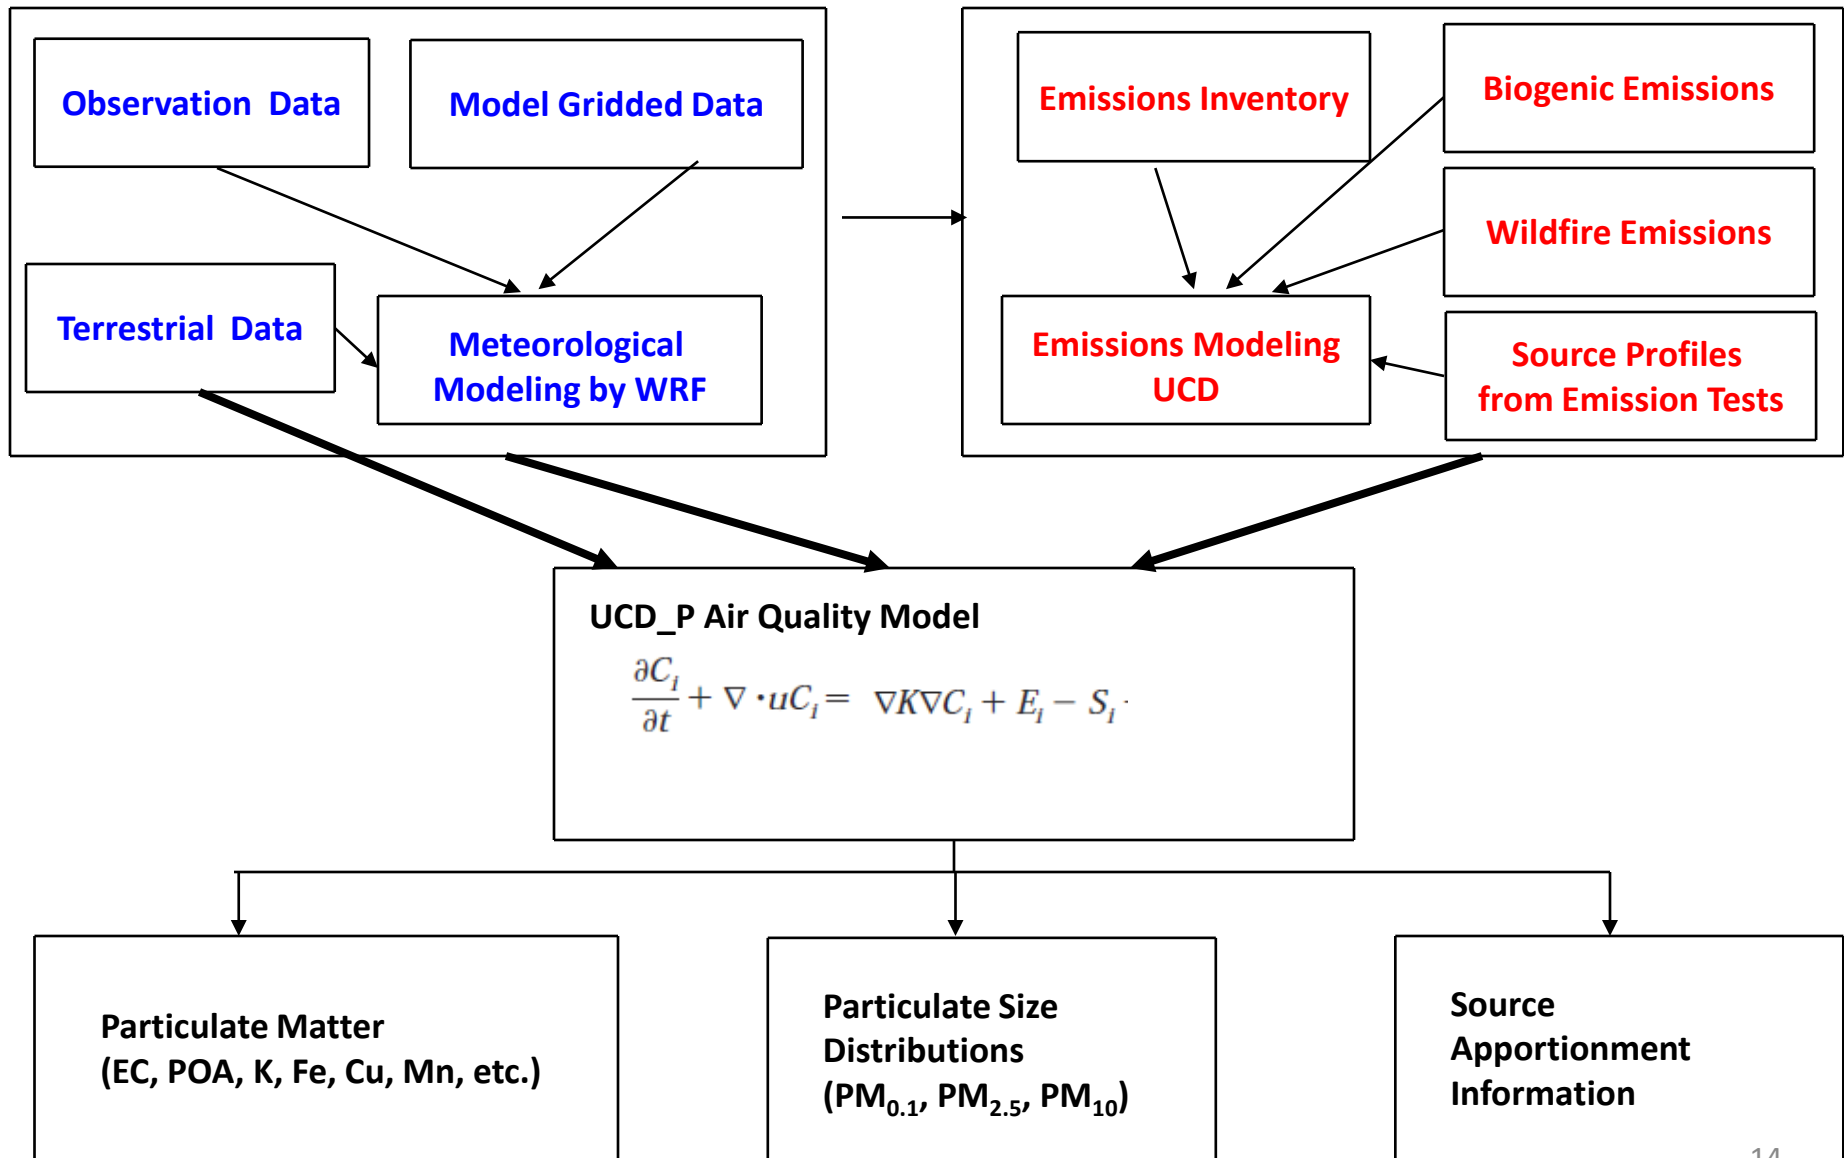 Observation Data
Model Gridded Data
Terrestrial Data
Meteorological
Modeling by WRF
Emissions Inventory
Biogenic Emissions
Wildfire Emissions
Emissions Modeling
UCD
Source Profiles
from Emission Tests
UCD_P Air Quality Model
∂C_i/∂t + ∇ ·uC_i = ∇K∇C_i + E_i − S_i
Particulate Matter
(EC, POA, K, Fe, Cu, Mn, etc.)
Particulate Size
Distributions
(PM0.1, PM2.5, PM10)
Source
Apportionment
Information
14